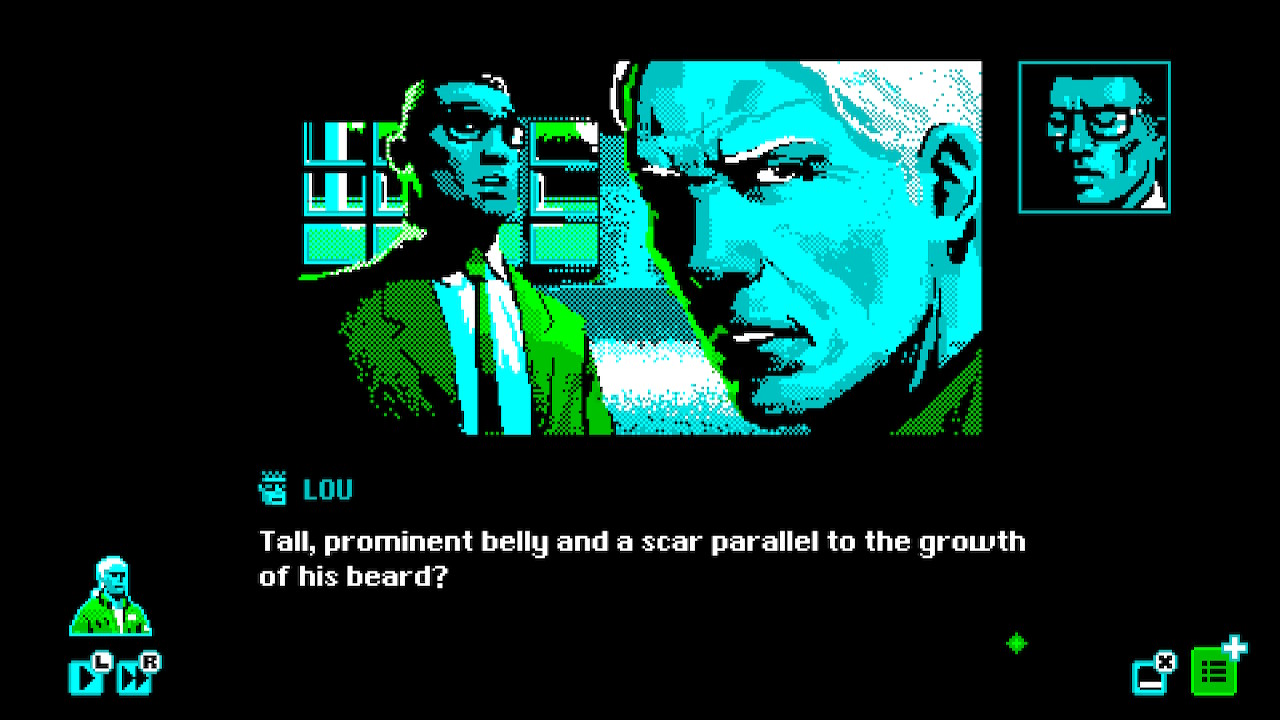 LOU
Tall, prominent belly and a scar parallel to the growth
of his beard?
L R
X